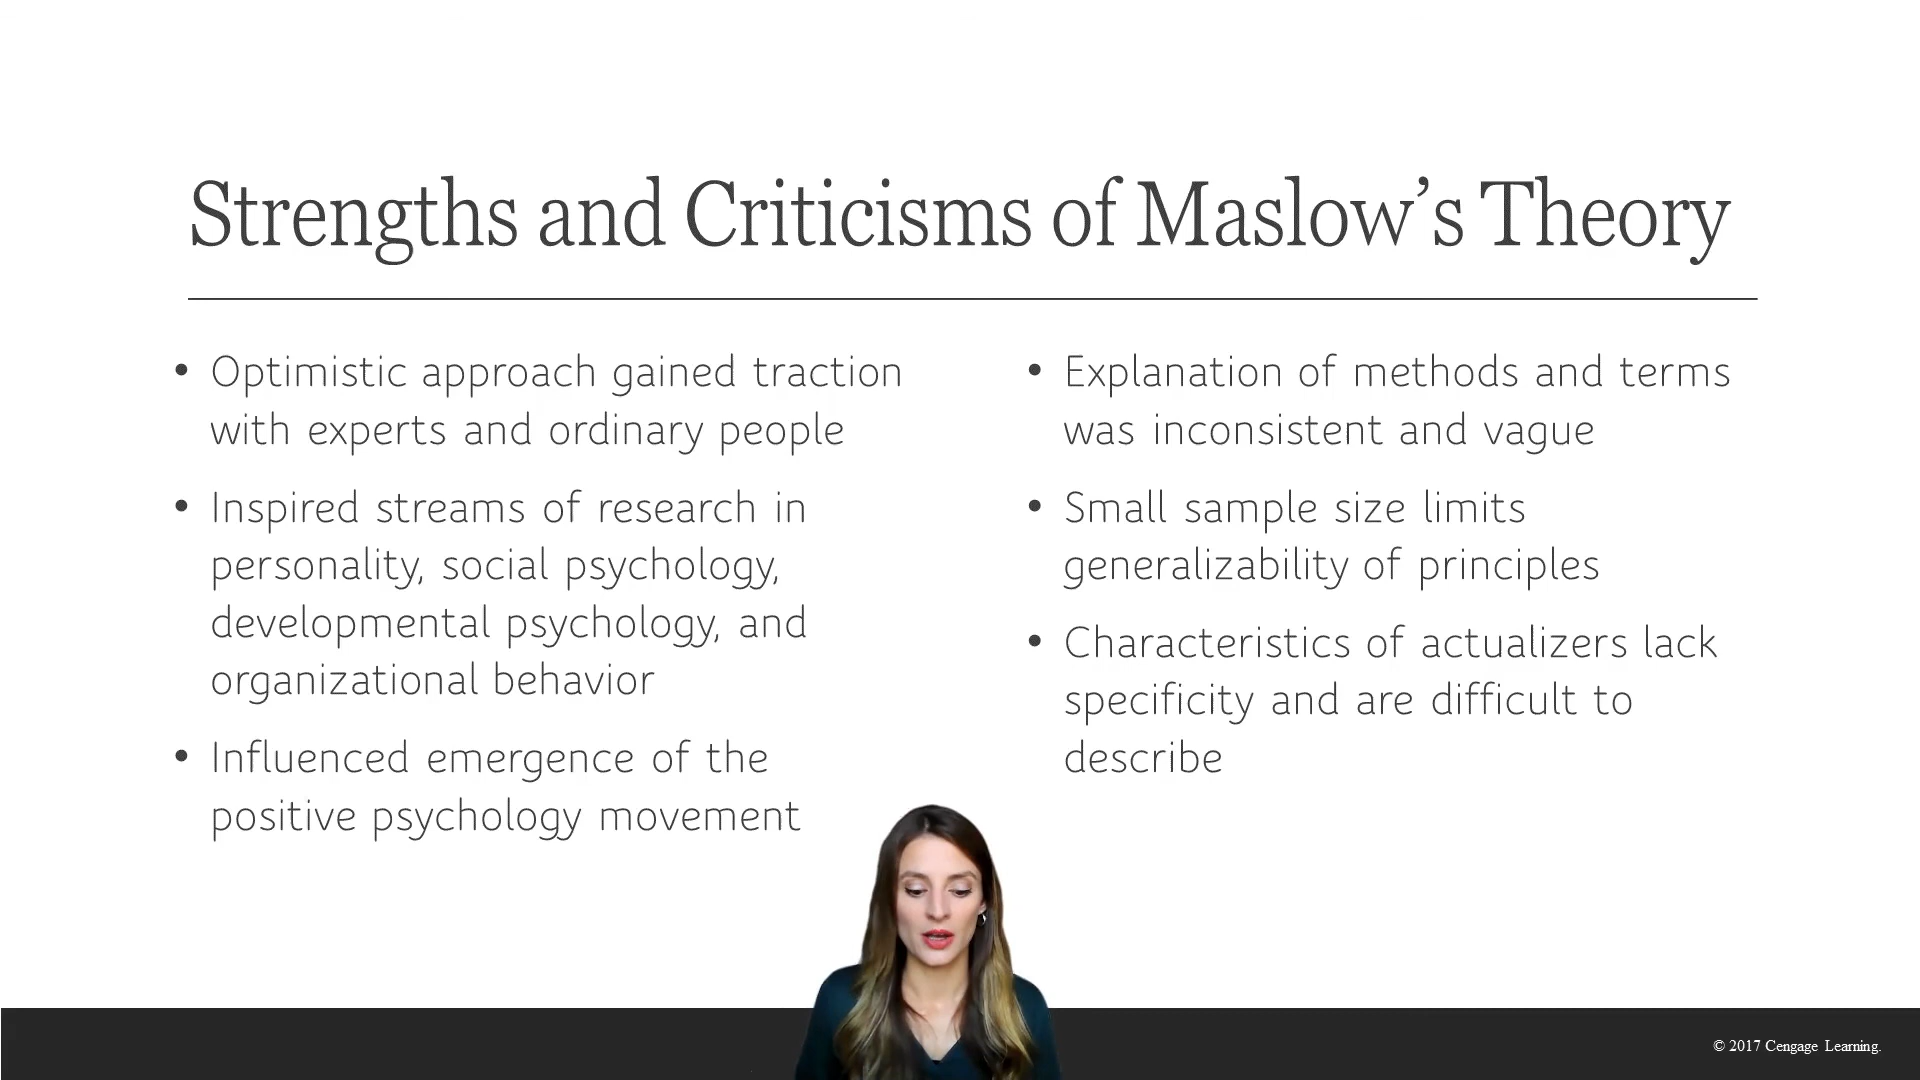 Strengths and Criticisms of Maslow’s Theory
• Optimistic approach gained traction
with experts and ordinary people
• Inspired streams of research in
personality, social psychology,
developmental psychology, and
organizational behavior
• Influenced emergence of the
positive psychology movement
• Explanation of methods and terms
was inconsistent and vague
• Small sample size limits
generalizability of principles
• Characteristics of actualizers lack
specificity and are difficult to
describe
© 2017 Cengage Learning.